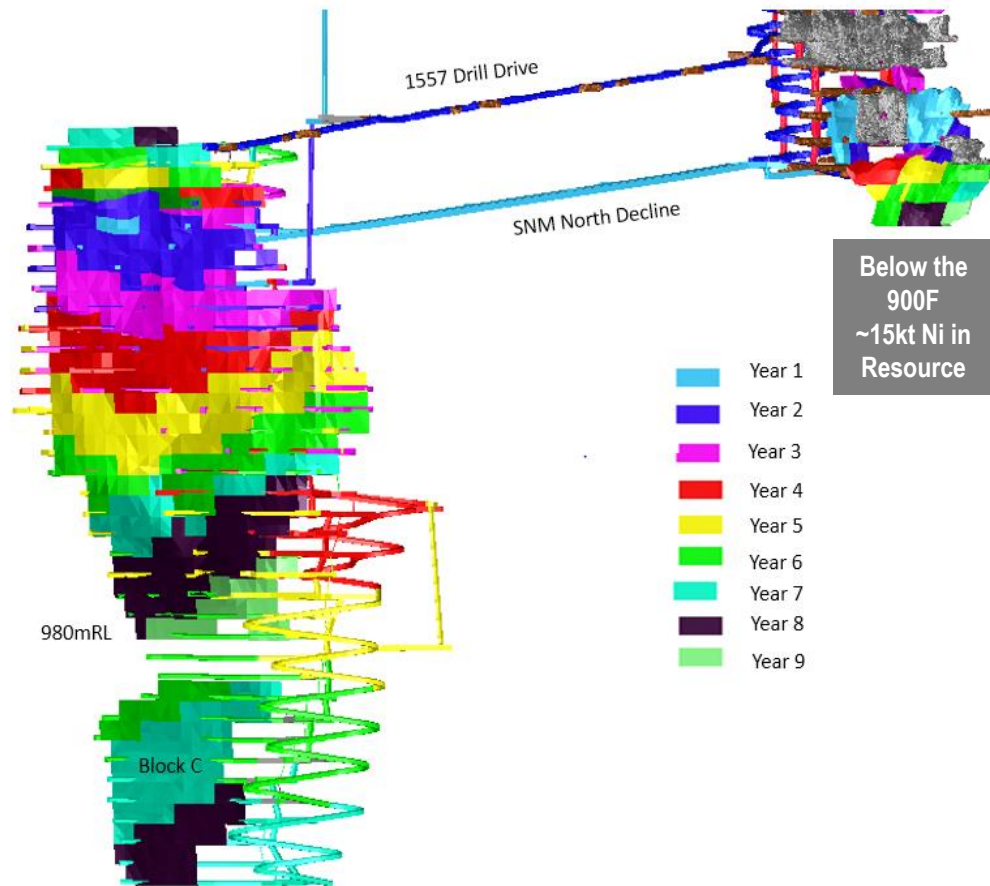 1557 Drill Drive
SNM North Decline
Below the
900F
~15kt Ni in
Resource
Year 1
Year 2
Year 3
Year 4
Year 5
Year 6
Year 7
Year 8
Year 9
980mRL
Block C